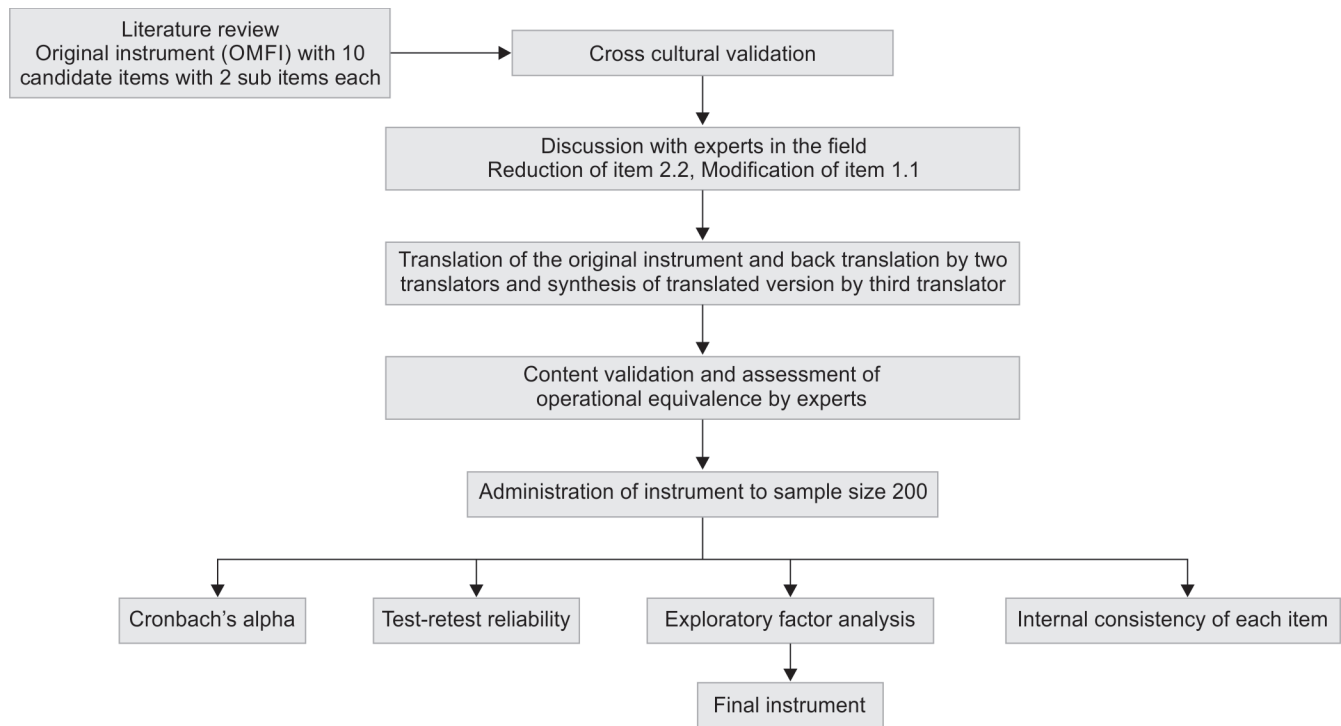 Literature review
Original instrument (OMFI) with 10
candidate items with 2 sub items each
Cross cultural validation
Discussion with experts in the field
Reduction of item 2.2, Modification of item 1.1
Translation of the original instrument and back translation by two
translators and synthesis of translated version by third translator
Content validation and assessment of
operational equivalence by experts
Administration of instrument to sample size 200
Cronbach’s alpha
Test-retest reliability
Exploratory factor analysis
Internal consistency of each item
Final instrument